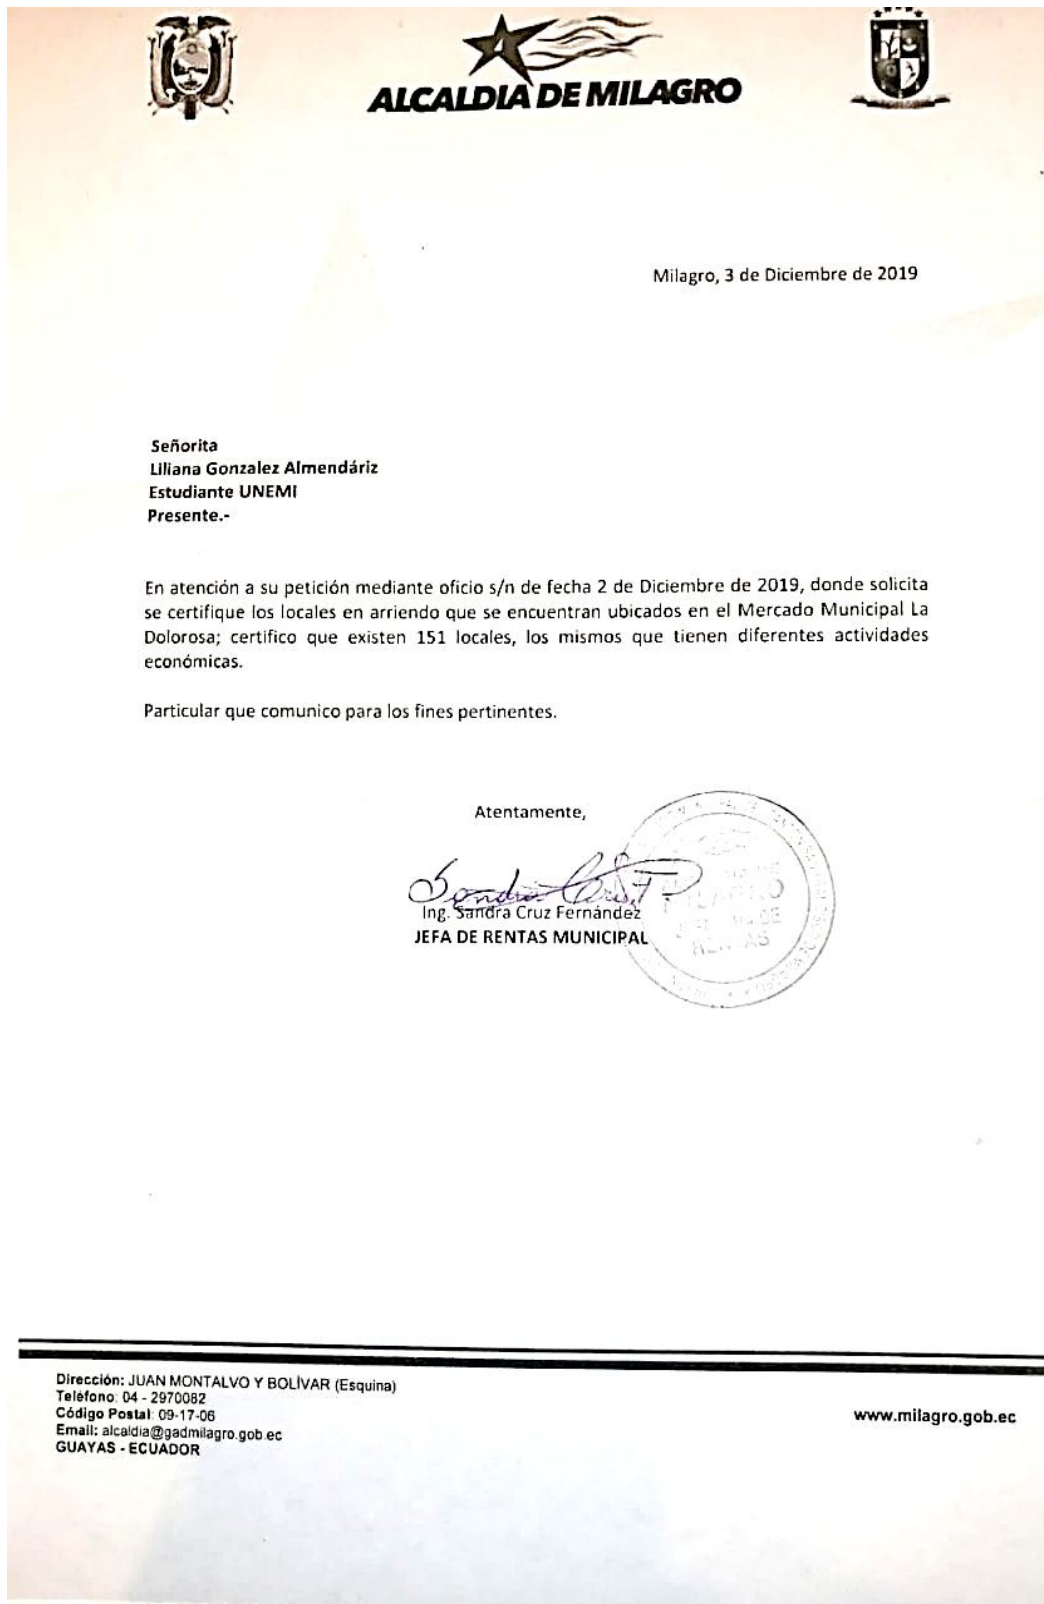 ALCALDIA DE MILAGRO
Milagro, 3 de Diciembre de 2019
Señorita
Liliana Gonzalez Almendáriz
Estudiante UNEMI
Presente.-
En atención a su petición mediante oficio s/n de fecha 2 de Diciembre de 2019, donde solicita
se certifique los locales en arriendo que se encuentran ubicados en el Mercado Municipal La
Dolorosa; certifico que existen 151 locales, los mismos que tienen diferentes actividades
económicas.
Particular que comunico para los fines pertinentes.
Atentamente,
Ing. Sandra Cruz Fernández
JEFA DE RENTAS MUNICIPAL
MILAGRO
RENTAS
Dirección: JUAN MONTALVO Y BOLÍVAR (Esquina)
Teléfono: 04 - 2970082
Código Postal: 09-17-06
Email: alcaldia@gadmilagro.gob.ec
GUAYAS - ECUADOR
www.milagro.gob.ec